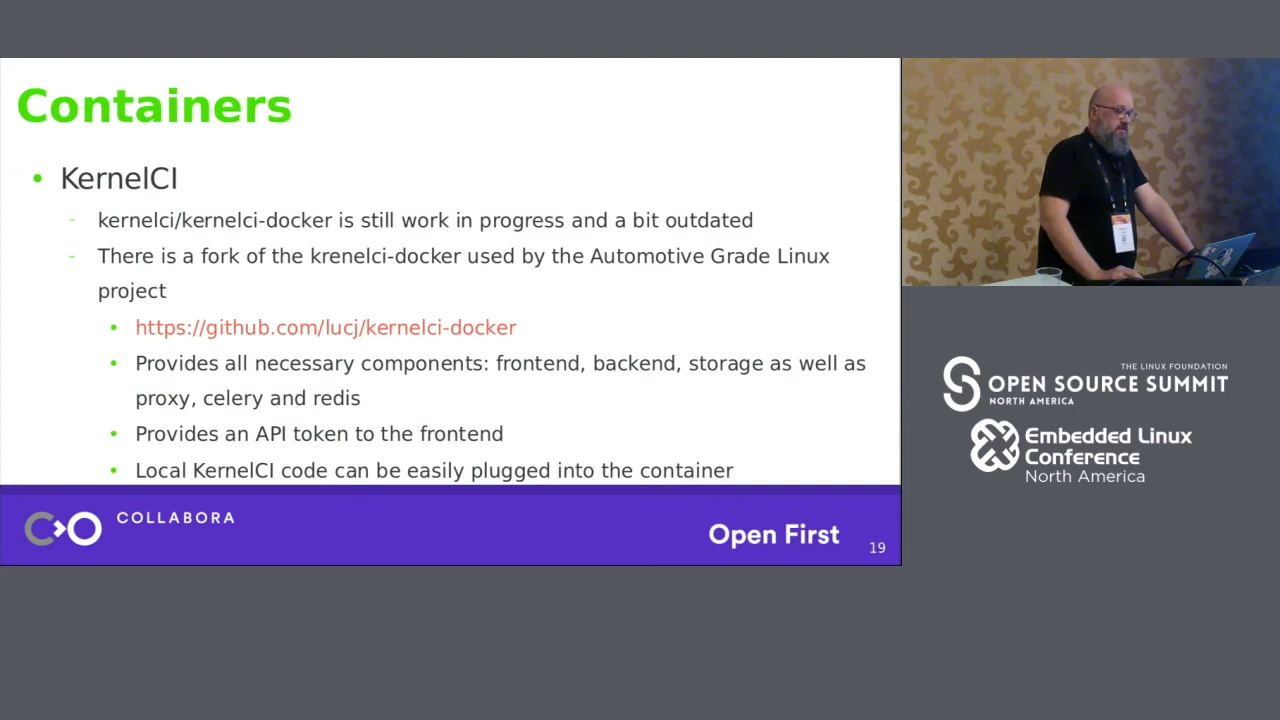 Containers
KernelCI
kernelci/kernelci-docker is still work in progress and a bit outdated
There is a fork of the krenelci-docker used by the Automotive Grade Linux
project
https://github.com/lucj/kernelci-docker
Provides all necessary components: frontend, backend, storage as well as
proxy, celery and redis
Provides an API token to the frontend
Local KernelCI code can be easily plugged into the container
COLLABORA
Open First
19
THE LINUX FOUNDATION
OPEN SOURCE SUMMIT
NORTH AMERICA
Embedded Linux
Conference
North America